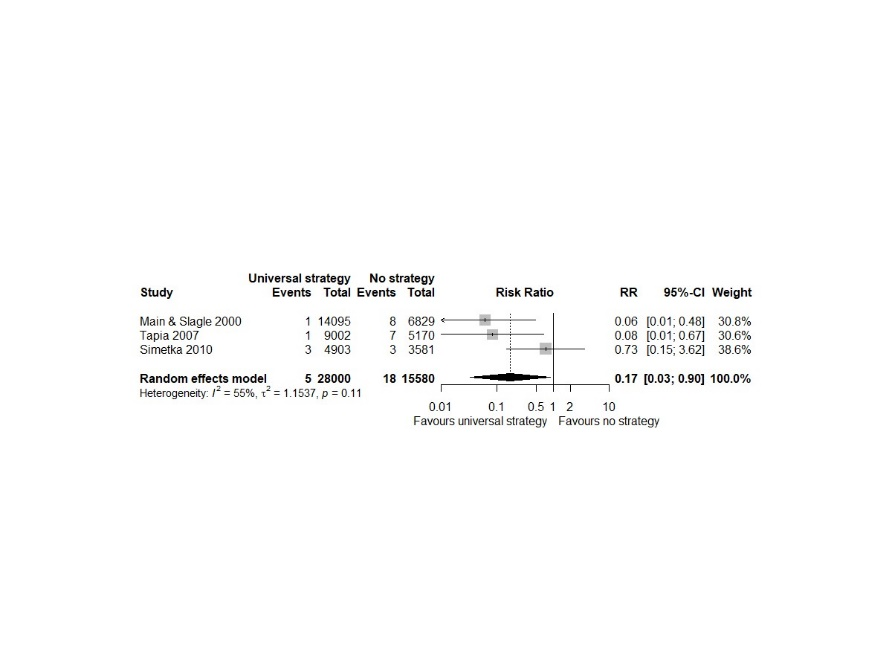 Universal strategy No strategy
Study Events Total Events Total Risk Ratio RR 95%-CI Weight
Main & Slagle 2000 1 14095 8 6829 0.06 [0.01; 0.48] 30.8%
Tapia 2007 1 9002 7 5170 0.08 [0.01; 0.67] 30.6%
Simetka 2010 3 4903 3 3581 0.73 [0.15; 3.62] 38.6%
Random effects model 5 28000 18 15580 0.17 [0.03; 0.90] 100.0%
Heterogeneity: I² = 55%, τ² = 1.1537, p = 0.11
0.01 0.1 0.5 1 2 10
Favours universal strategy Favours no strategy